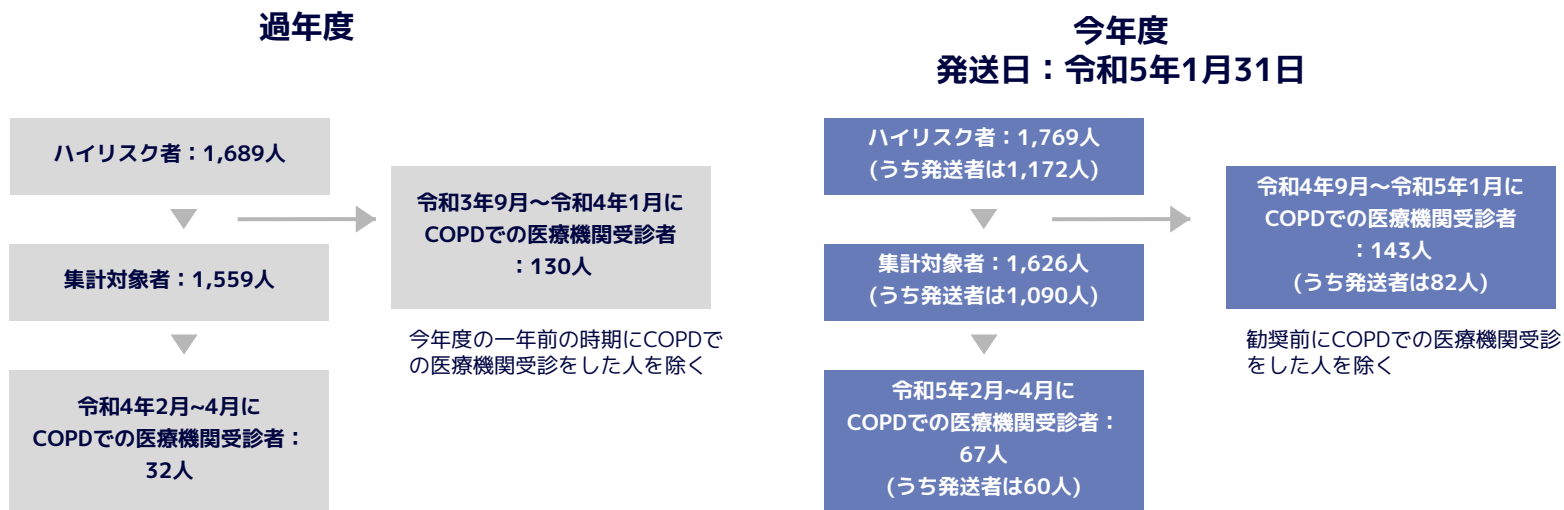 過年度
ハイリスク者：1,689人
令和3年9月～令和4年1月に
COPDでの医療機関受診者
：130人
集計対象者：1,559人
今年度の一年前の時期にCOPDで
の医療機関受診をした人を除く
令和4年2月~4月に
COPDでの医療機関受診者：
32人
今年度
発送日：令和5年1月31日
ハイリスク者：1,769人
(うち発送者は1,172人)
令和4年9月～令和5年1月に
COPDでの医療機関受診者
：143人
(うち発送者は82人)
集計対象者：1,626人
(うち発送者は1,090人)
勧奨前にCOPDでの医療機関受診
をした人を除く
令和5年2月~4月に
COPDでの医療機関受診者：
67人
(うち発送者は60人)